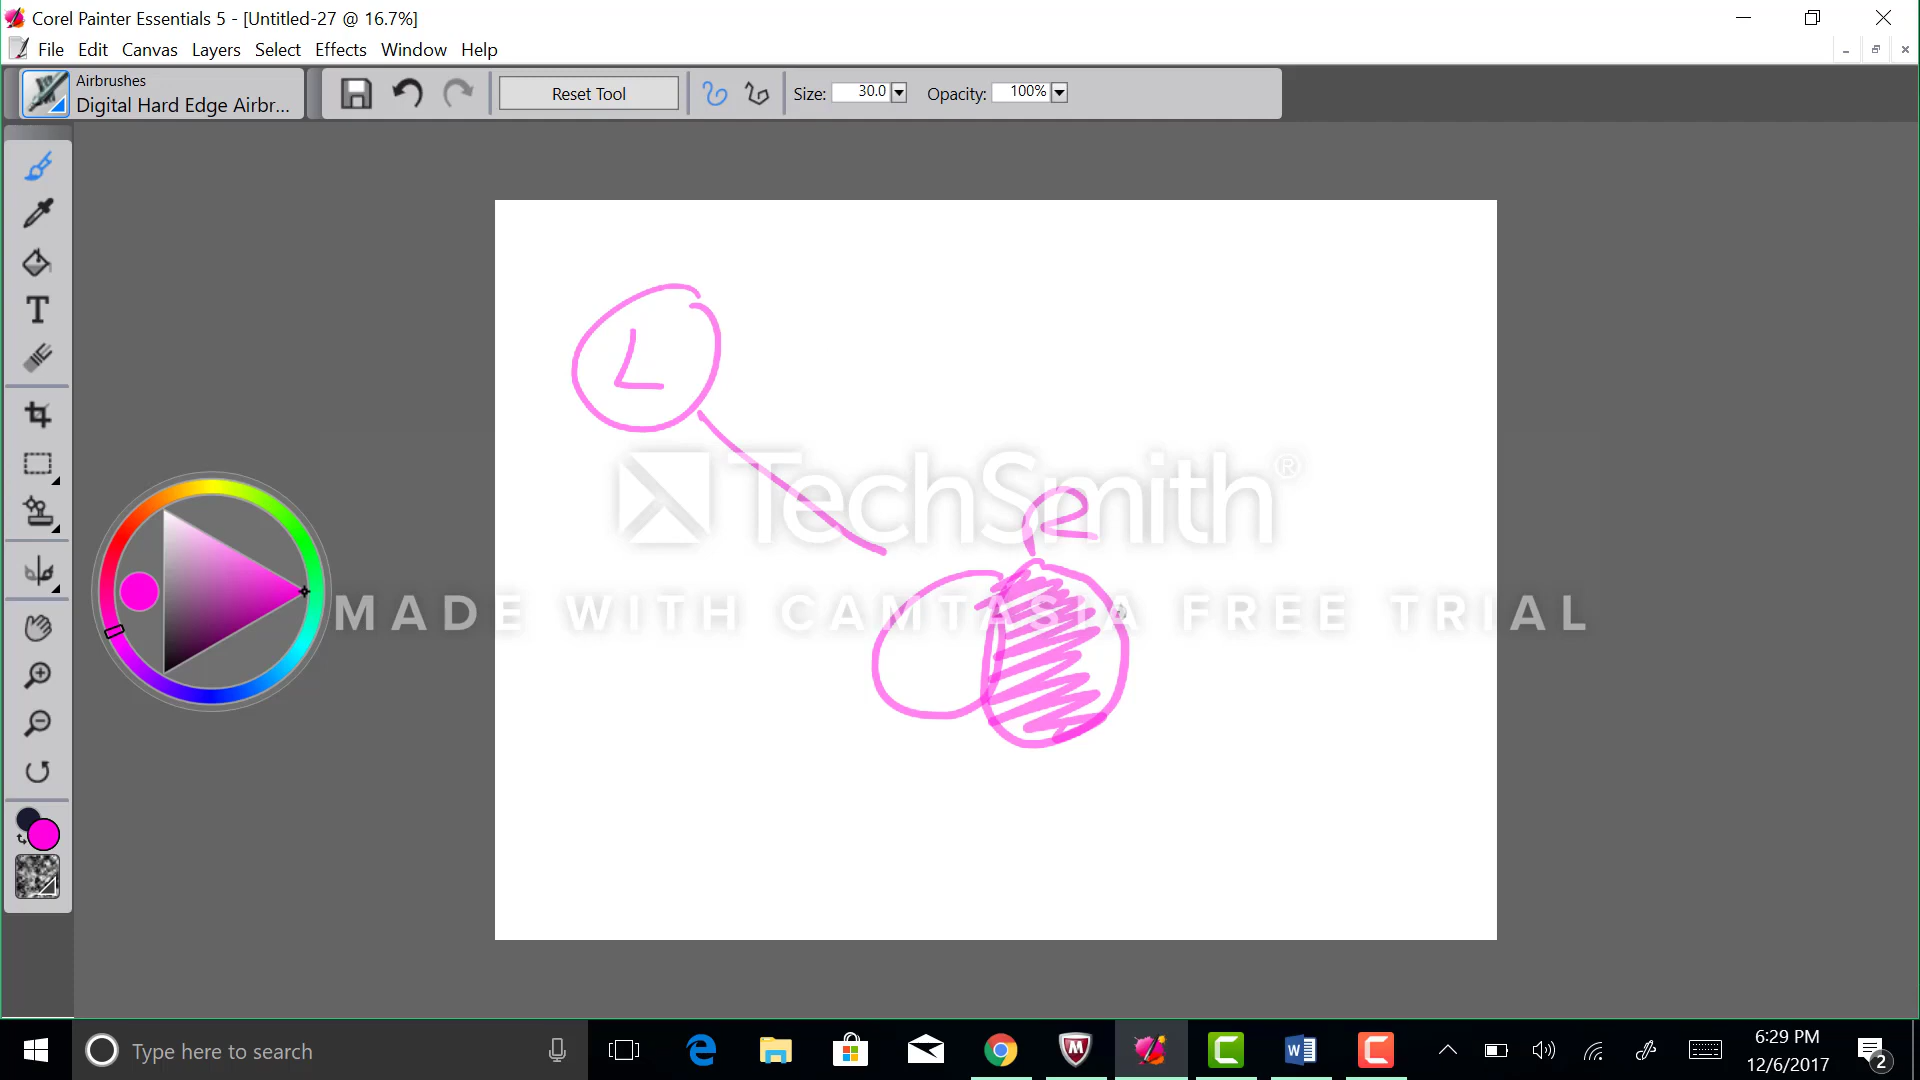 Corel Painter Essentials 5 - [Untitled-27 @ 16.7%]
File Edit Canvas Layers Select Effects Window Help
Airbrushes
Digital Hard Edge Airbr...
Reset Tool
Size: 30.0
Opacity: 100%
L
TechSmith®
2
MADE WITH CAMTASIA FREE TRIAL
Type here to search
6:29 PM
12/6/2017
2